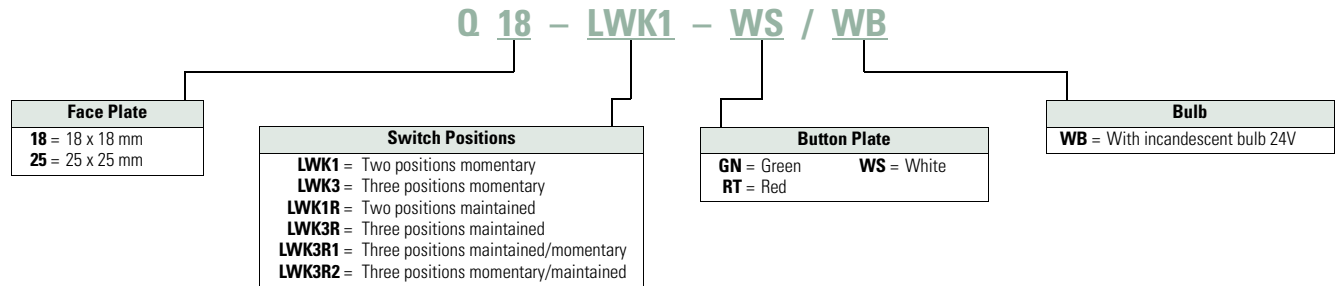 Q 18 – LWK1 – WS / WB
Face Plate
18 = 18 x 18 mm
25 = 25 x 25 mm
Switch Positions
LWK1 = Two positions momentary
LWK3 = Three positions momentary
LWK1R = Two positions maintained
LWK3R = Three positions maintained
LWK3R1 = Three positions maintained/momentary
LWK3R2 = Three positions momentary/maintained
Button Plate
GN = Green WS = White
RT = Red
Bulb
WB = With incandescent bulb 24V